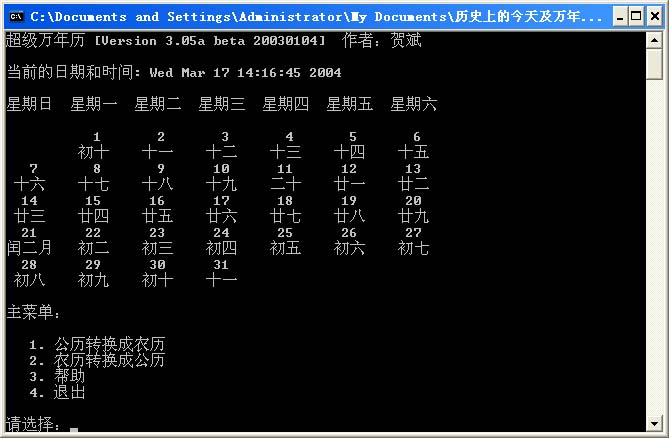 C:\Documents and Settings\Administrator\My Documents\历史上的今天及万年...
超级万年历 [Version 3.05a beta 20030104] 作者: 贺斌
当前的日期和时间: Wed Mar 17 14:16:45 2004
星期日 星期一 星期二 星期三 星期四 星期五 星期六
1 2 3 4 5 6
初十 十一 十二 十三 十四 十五
7 8 9 10 11 12 13
十六 十七 十八 十九 二十 廿一 廿二
14 15 16 17 18 19 20
廿三 廿四 廿五 廿六 廿七 廿八 廿九
21 22 23 24 25 26 27
闰二月 初二 初三 初四 初五 初六 初七
28 29 30 31
初八 初九 初十 十一
主菜单:
1. 公历转换成农历
2. 农历转换成公历
3. 帮助
4. 退出
请选择: